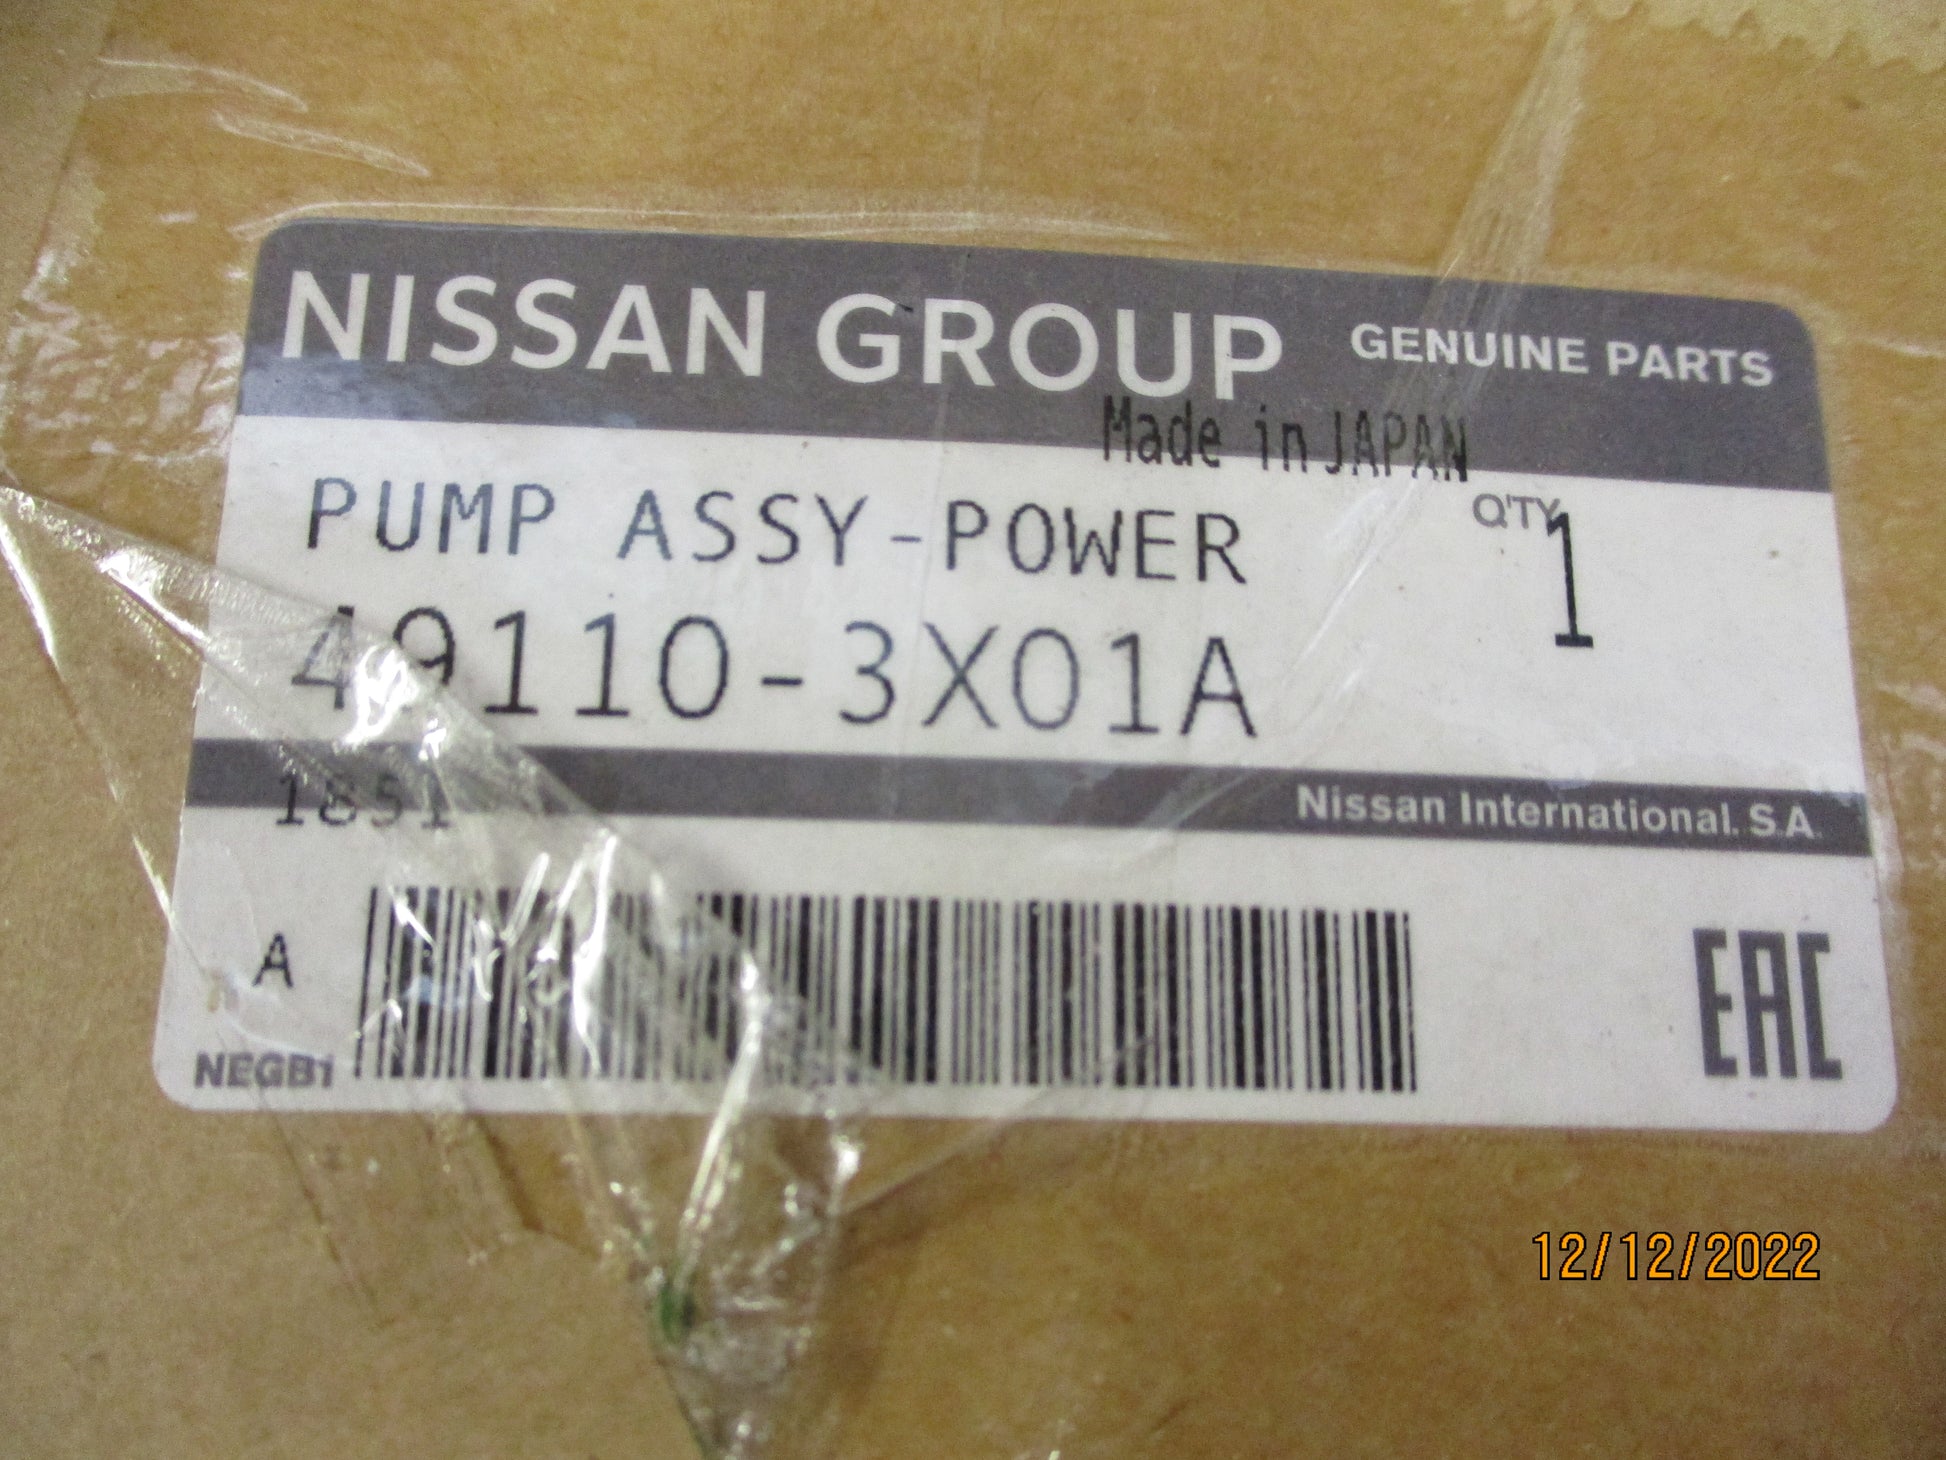 NISSAN GROUP GENUINE PARTS
Made in JAPAN
PUMP ASSY-POWER Q'TY 1
49110-3X01A
1851 Nissan International. S.A.
A
NEGB1
EAC
12/12/2022